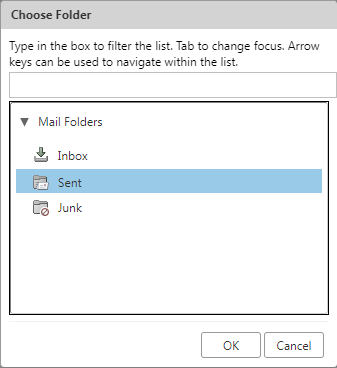 Choose Folder
Type in the box to filter the list. Tab to change focus. Arrow
keys can be used to navigate within the list.
Mail Folders
Inbox
Sent
Junk
OK
Cancel